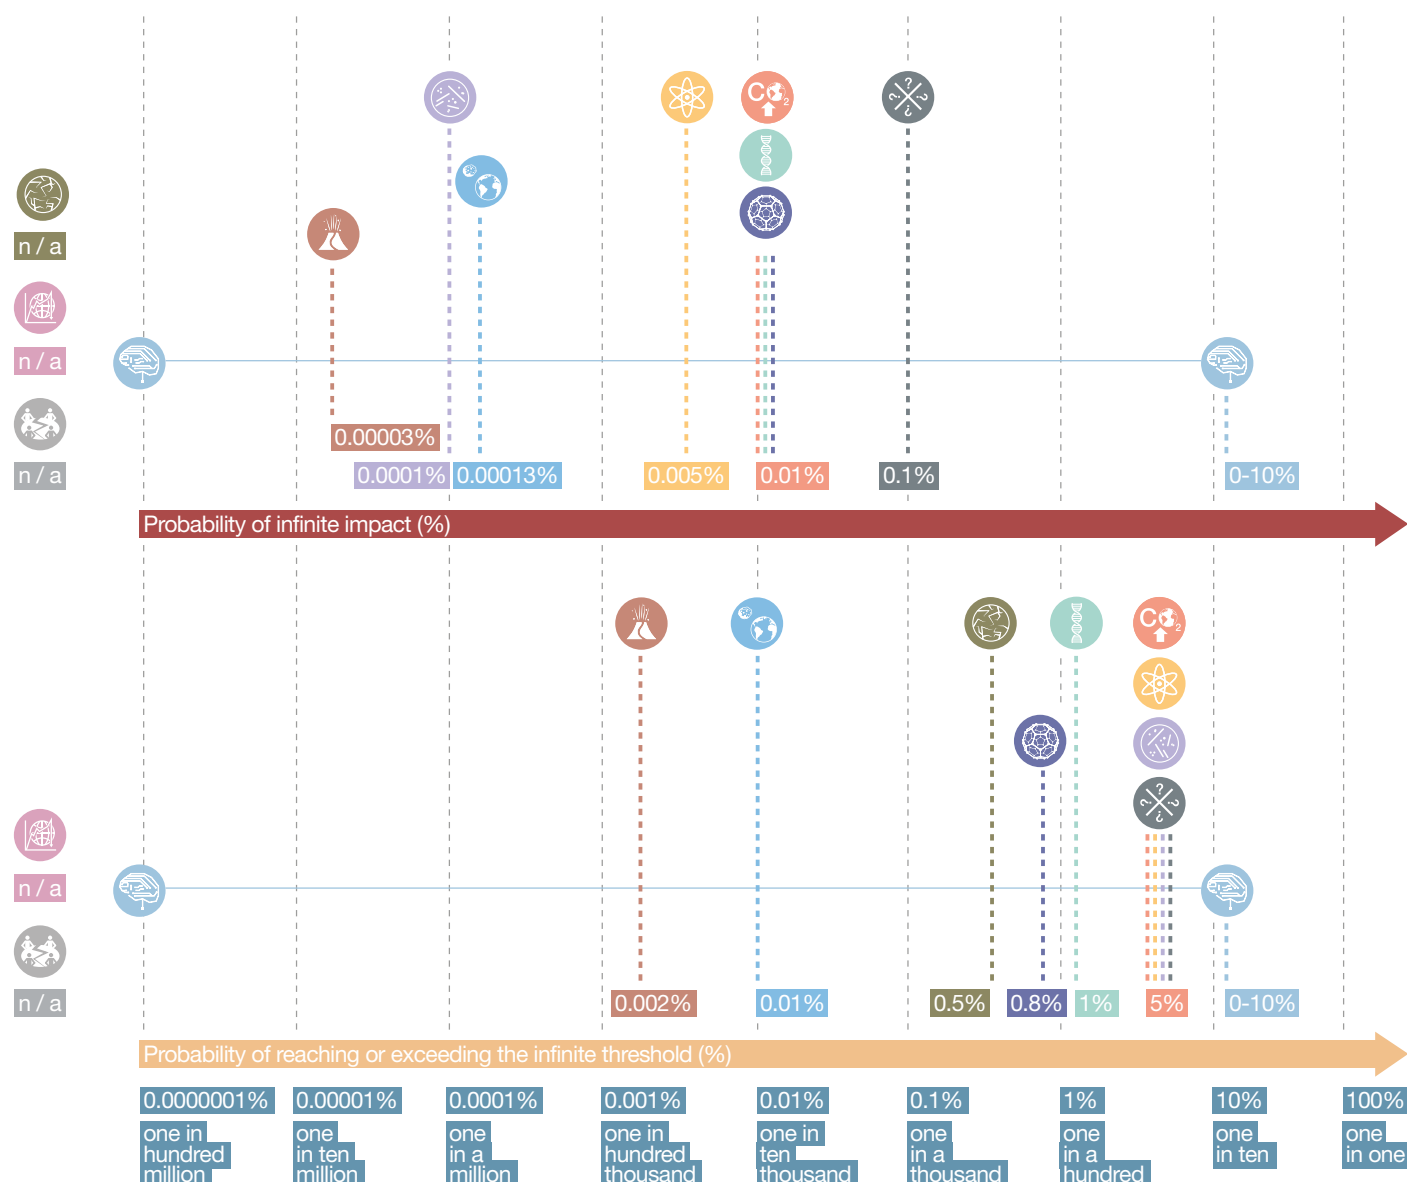 CO2
?
?
?
?
n/a
n/a
0.00003%
n/a
0.0001%
0.00013%
0.005%
0.01%
0.1%
0-10%
Probability of infinite impact (%)
CO2
?
?
?
?
n/a
n/a
0.002%
0.01%
0.5%
0.8%
1%
5%
0-10%
Probability of reaching or exceeding the infinite threshold (%)
0.0000001%
0.00001%
0.0001%
0.001%
0.01%
0.1%
1%
10%
100%
one in
hundred
million
one
in ten
million
one
in a
million
one in
hundred
thousand
one in
ten
thousand
one
in a
thousand
one
in a
hundred
one
in ten
one
in one